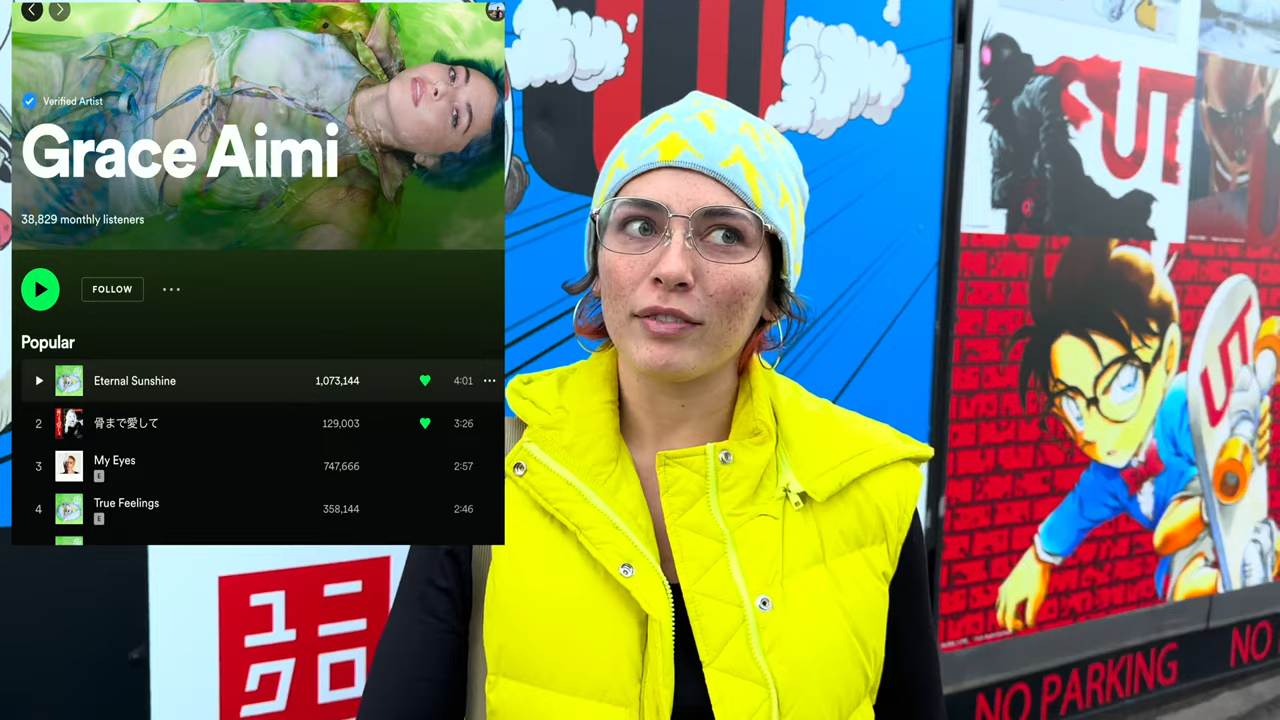 Verified Artist
Grace Aimi
38,829 monthly listeners
FOLLOW
Popular
Eternal Sunshine 1,073,144 4:01
2 骨まで愛して 129,003 3:26
3 My Eyes 747,666 2:57
E
4 True Feelings 358,144 2:46
E
ユニ
クロ
UT
UT
NO PARKING
NO